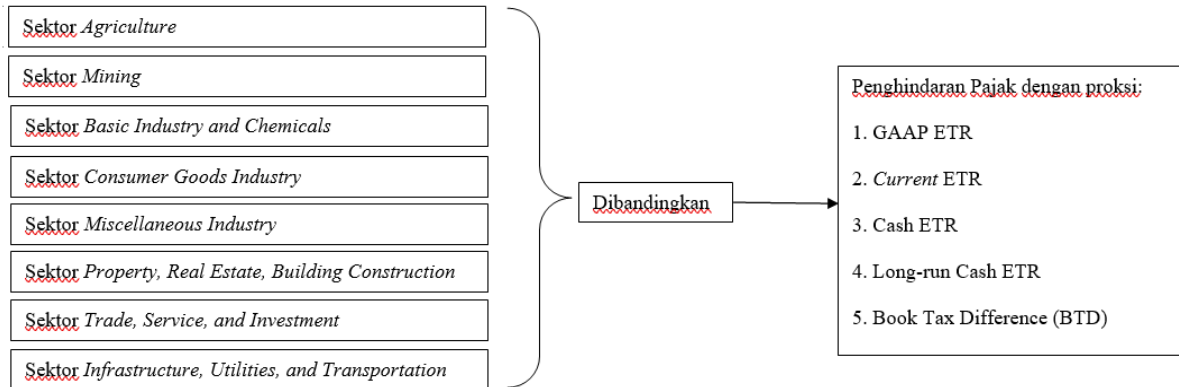 Sektor Agriculture
Sektor Mining
Sektor Basic Industry and Chemicals
Sektor Consumer Goods Industry
Sektor Miscellaneous Industry
Sektor Property, Real Estate, Building Construction
Sektor Trade, Service, and Investment
Sektor Infrastructure, Utilities, and Transportation
Dibandingkan
Penghindaran Pajak dengan proksi:
1. GAAP ETR
2. Current ETR
3. Cash ETR
4. Long-run Cash ETR
5. Book Tax Difference (BTD)